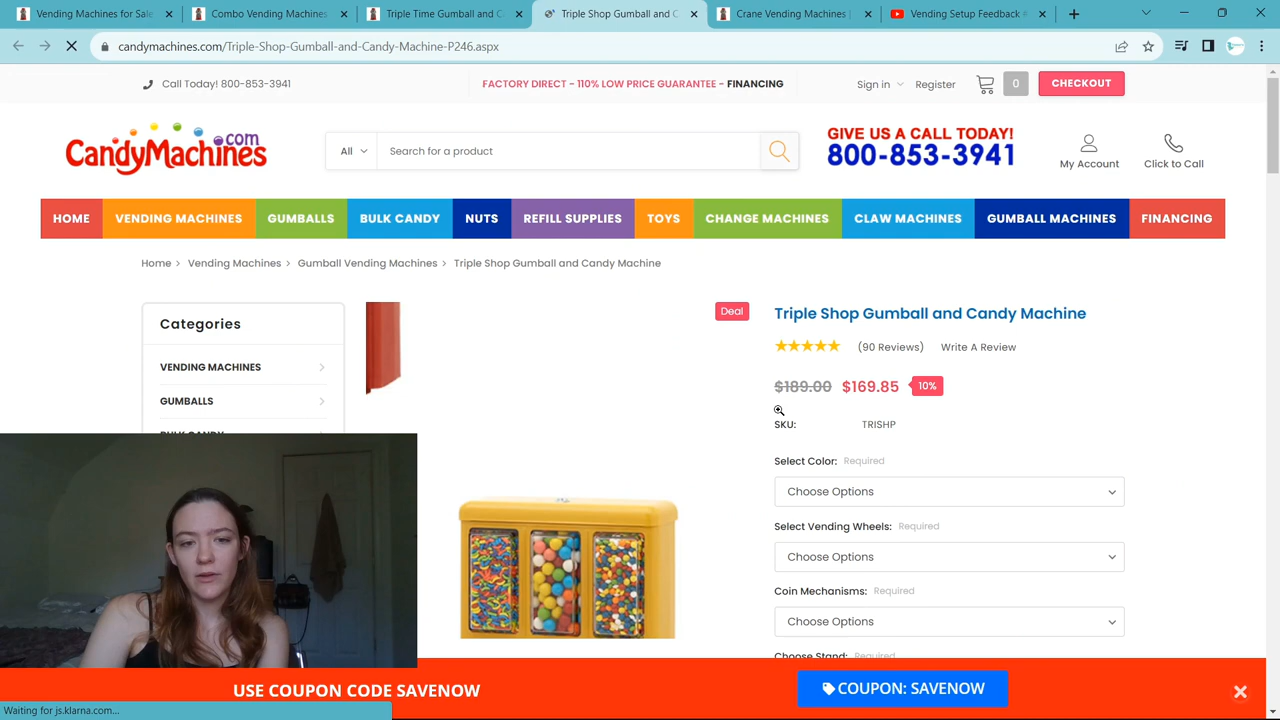 Vending Machines for Sale
Combo Vending Machines
Triple Time Gumball and C
Triple Shop Gumball and C
Crane Vending Machines
Vending Setup Feedback
candymachines.com/Triple-Shop-Gumball-and-Candy-Machine-P246.aspx
Call Today! 800-853-3941
FACTORY DIRECT - 110% LOW PRICE GUARANTEE - FINANCING
Sign in
Register
0
CHECKOUT
CandyMachines.com
All
Search for a product
GIVE US A CALL TODAY!
800-853-3941
My Account
Click to Call
HOME
VENDING MACHINES
GUMBALLS
BULK CANDY
NUTS
REFILL SUPPLIES
TOYS
CHANGE MACHINES
CLAW MACHINES
GUMBALL MACHINES
FINANCING
Home > Vending Machines > Gumball Vending Machines > Triple Shop Gumball and Candy Machine
Categories
VENDING MACHINES
GUMBALLS
BULK CANDY
Deal
Triple Shop Gumball and Candy Machine
(90 Reviews) Write A Review
$189.00 $169.85 10%
SKU: TRISHP
Select Color: Required
Choose Options
Select Vending Wheels: Required
Choose Options
Coin Mechanisms: Required
Choose Options
Choose Stand: Required
USE COUPON CODE SAVENOW
COUPON: SAVENOW
Waiting for js.klarna.com...